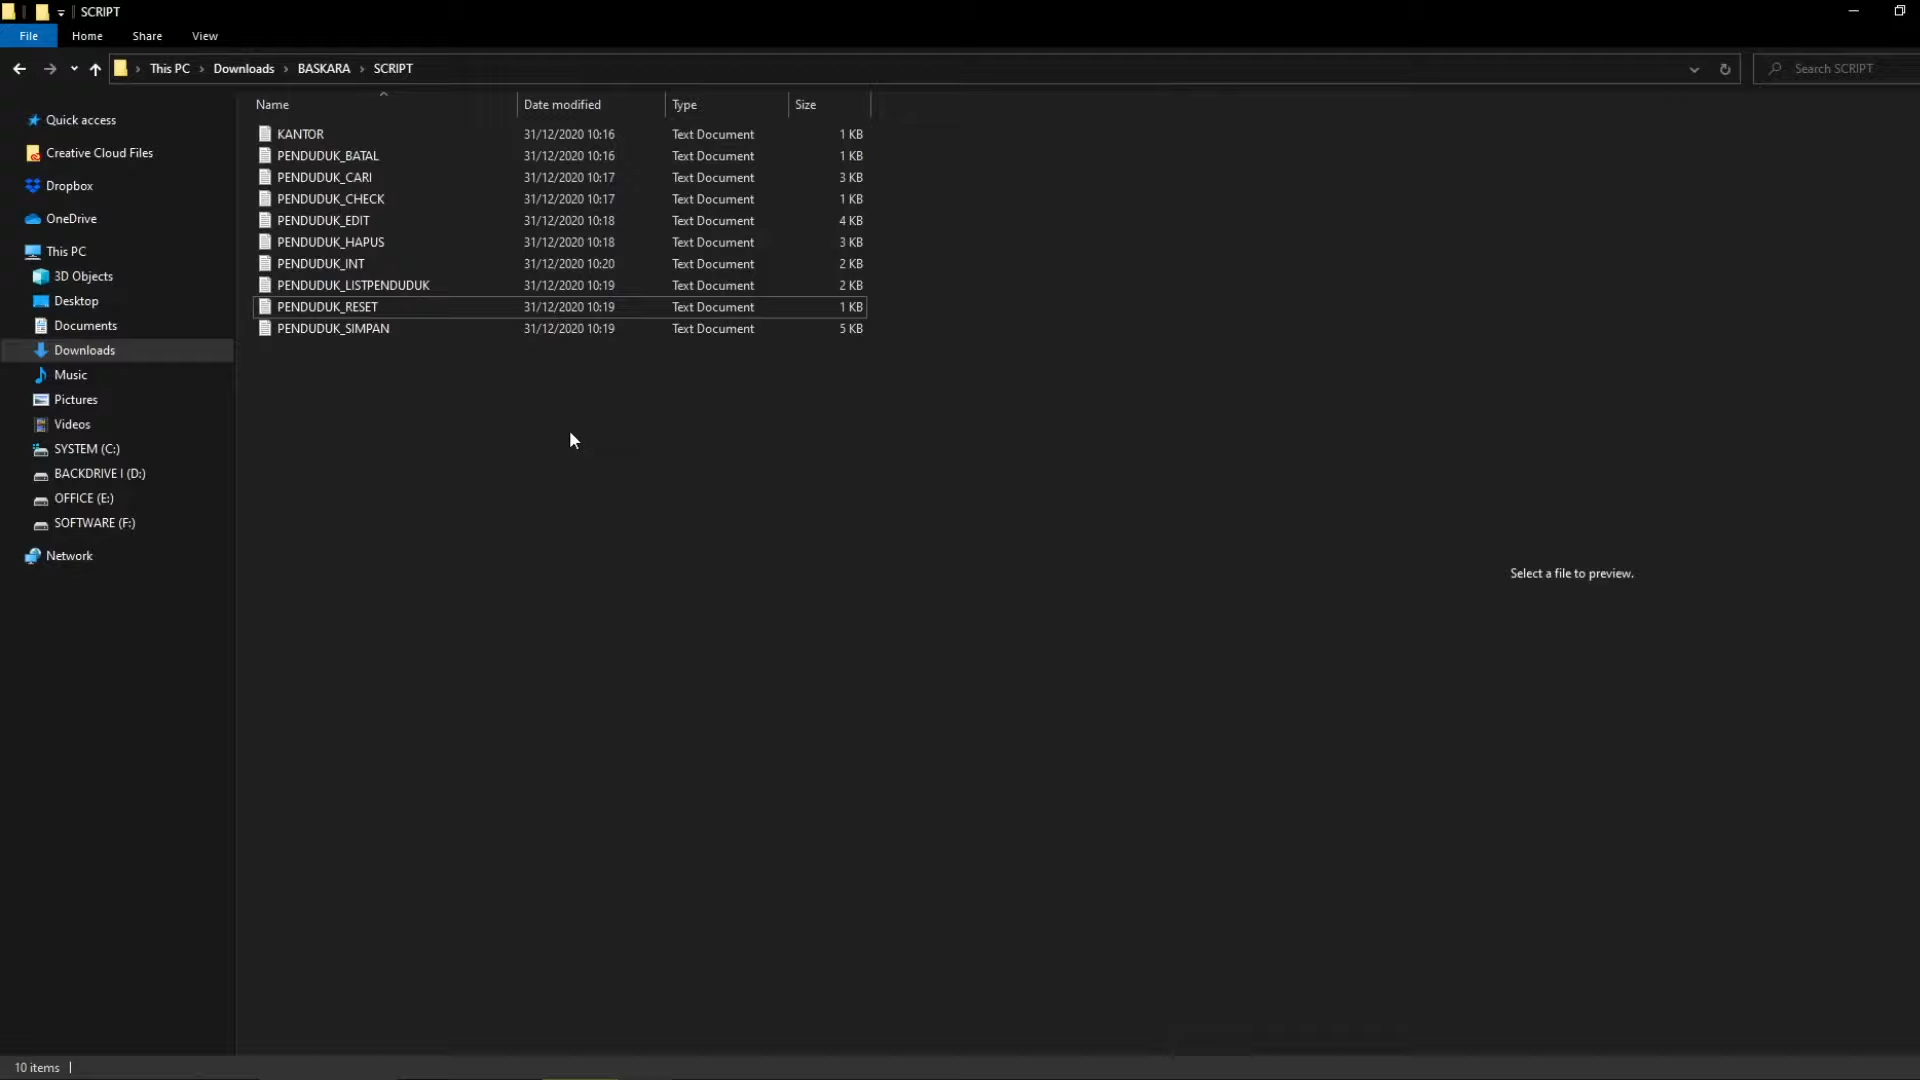 SCRIPT
File Home Share View
This PC Downloads BASKARA SCRIPT Search SCRIPT
Name Date modified Type Size
KANTOR 31/12/2020 10:16 Text Document 1 KB
PENDUDUK_BATAL 31/12/2020 10:16 Text Document 1 KB
PENDUDUK_CARI 31/12/2020 10:17 Text Document 3 KB
PENDUDUK_CHECK 31/12/2020 10:17 Text Document 1 KB
PENDUDUK_EDIT 31/12/2020 10:18 Text Document 4 KB
PENDUDUK_HAPUS 31/12/2020 10:18 Text Document 3 KB
PENDUDUK_INT 31/12/2020 10:20 Text Document 2 KB
PENDUDUK_LISTPENDUDUK 31/12/2020 10:19 Text Document 2 KB
PENDUDUK_RESET 31/12/2020 10:19 Text Document 1 KB
PENDUDUK_SIMPAN 31/12/2020 10:19 Text Document 5 KB
Quick access
Creative Cloud Files
Dropbox
OneDrive
This PC
3D Objects
Desktop
Documents
Downloads
Music
Pictures
Videos
SYSTEM (C:)
BACKDRIVE I (D:)
OFFICE (E:)
SOFTWARE (F:)
Network
Select a file to preview.
10 items